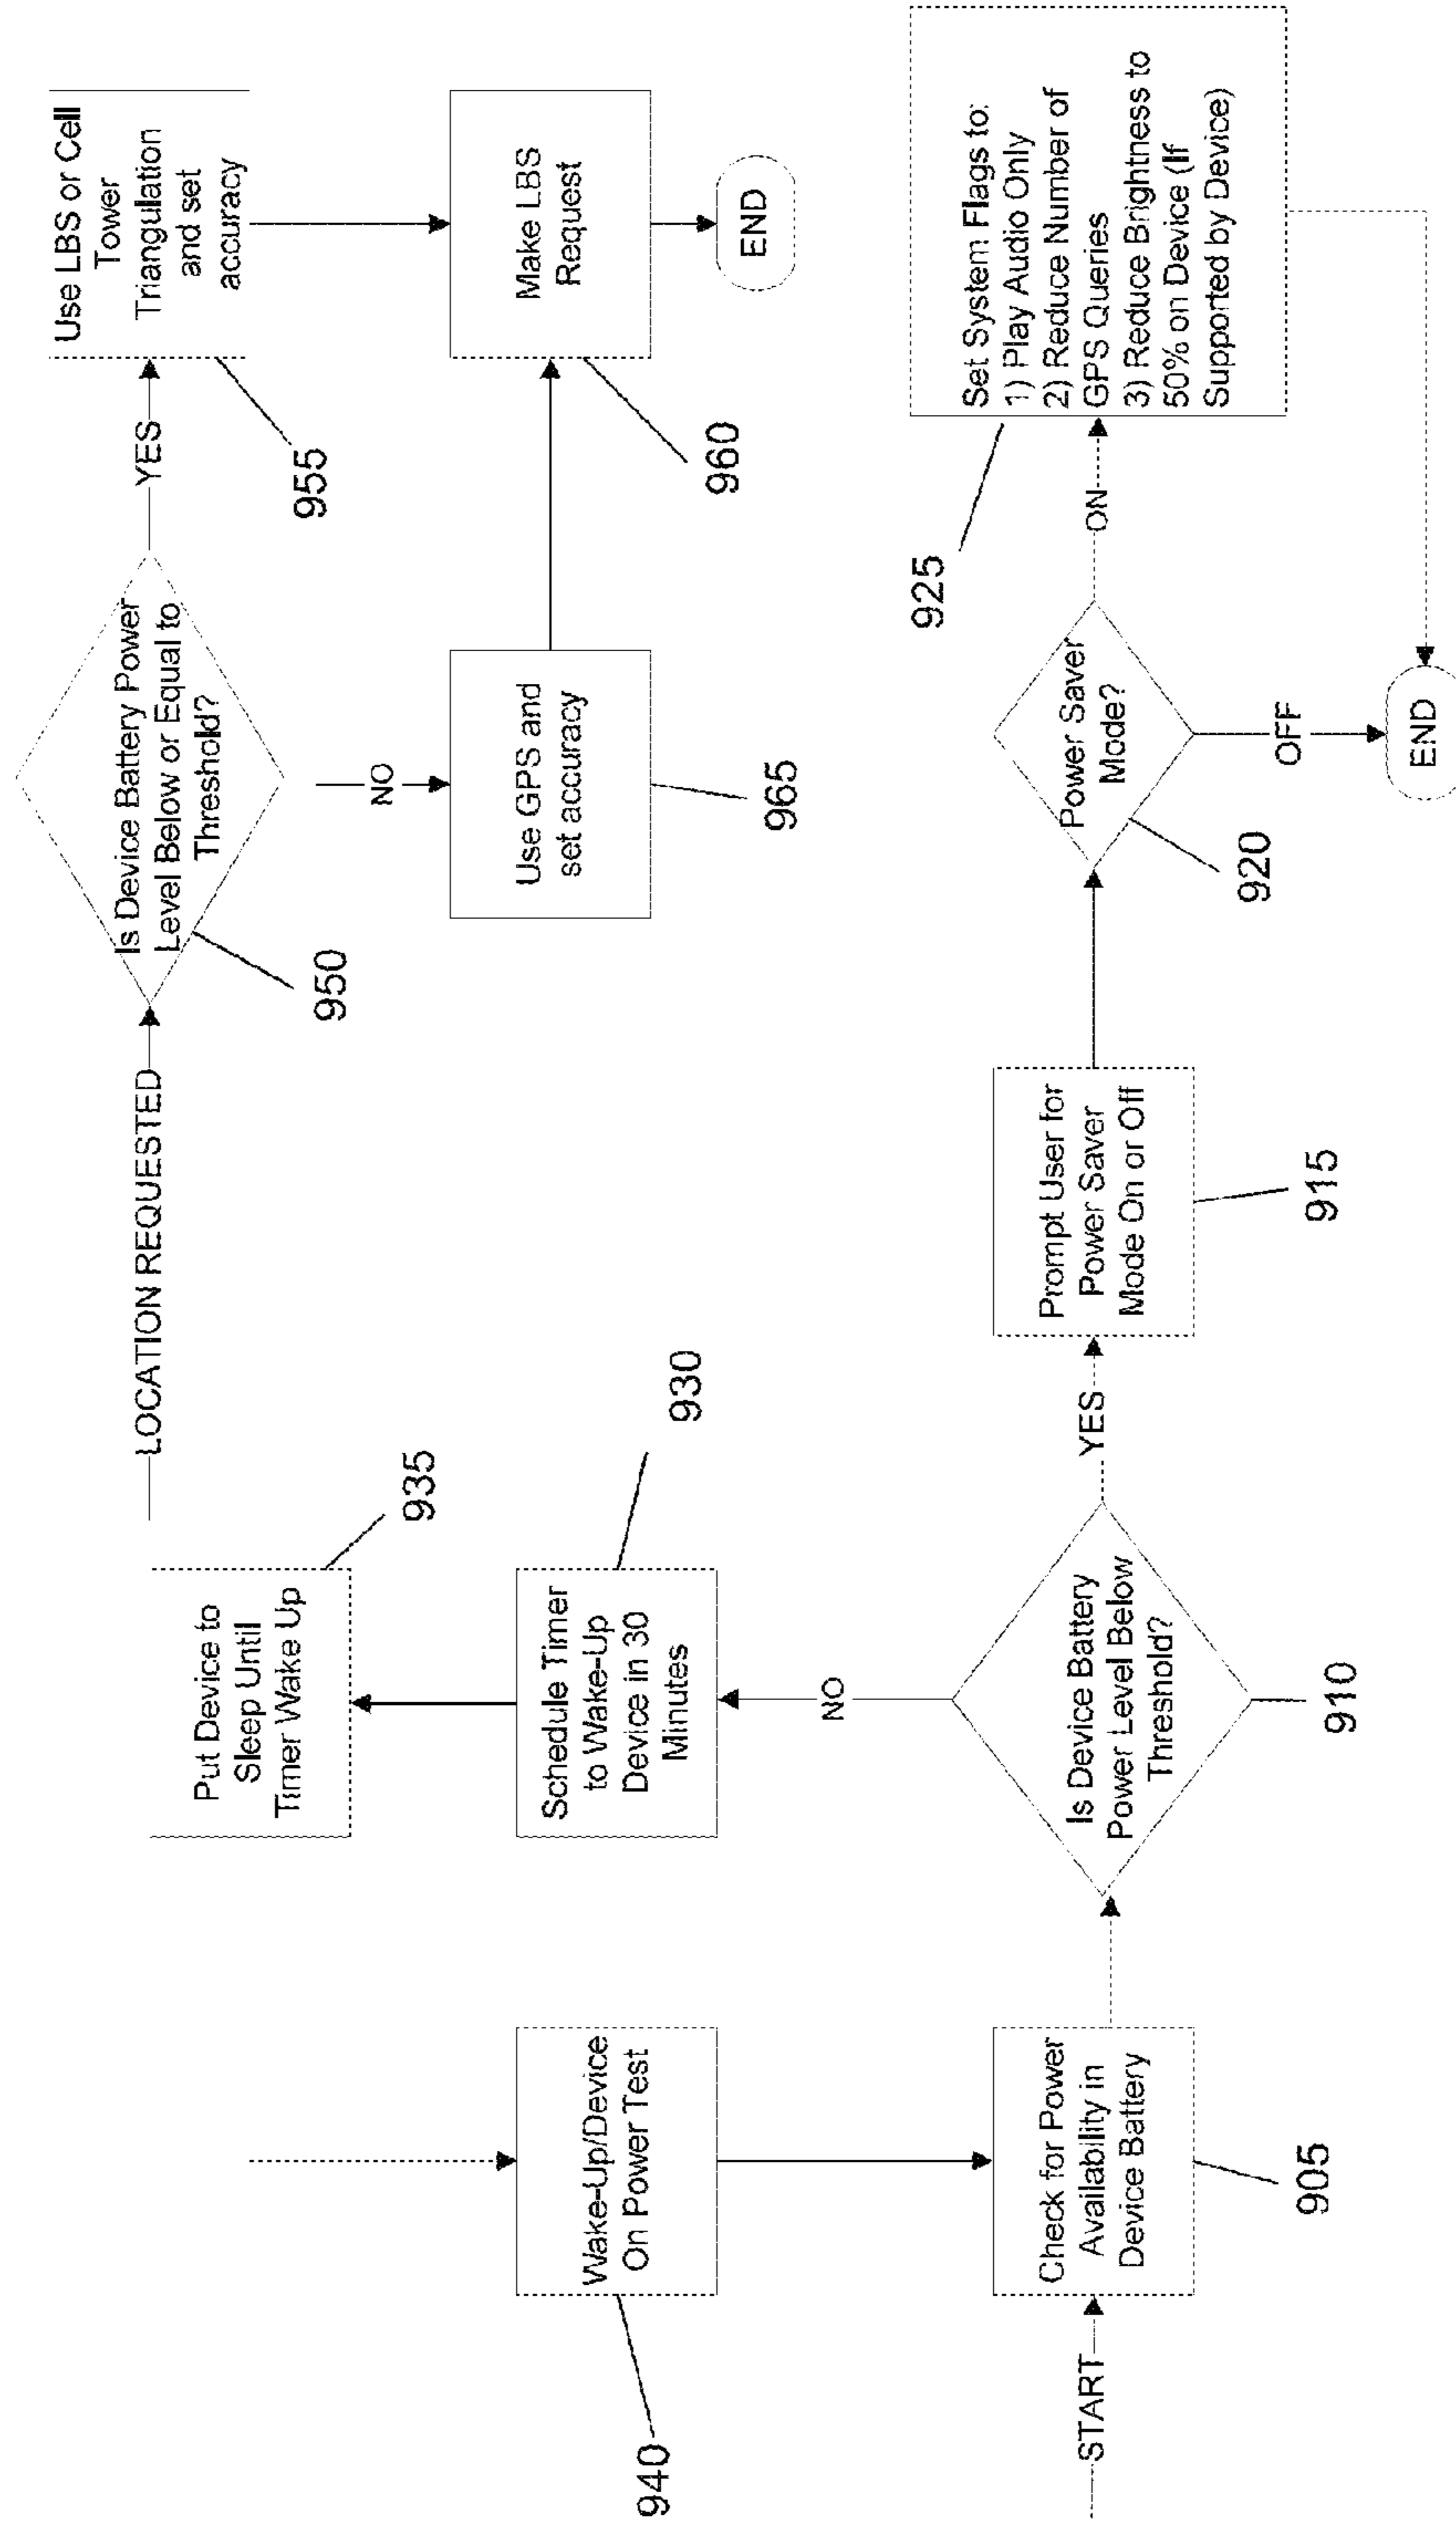 LOCATION REQUESTED
Is Device Battery Power
Level Below or Equal to
Threshold?
950
YES
Use LBS or Cell
Tower
Triangulation
and set
accuracy
955
NO
Use GPS and
set accuracy
965
Make LBS
Request
960
END
Put Device to
Sleep Until
Timer Wake Up
935
Schedule Timer
to Wake-Up
Device in 30
Minutes
930
NO
Wake-Up/Device
On Power Test
940
START
Check for Power
Availability in
Device Battery
905
Is Device Battery
Power Level Below
Threshold?
910
YES
Prompt User for
Power Saver
Mode On or Off
915
Power Saver
Mode?
920
ON
Set System Flags to:
1) Play Audio Only
2) Reduce Number of
GPS Queries
3) Reduce Brightness to
50% on Device (If
Supported by Device)
925
OFF
END